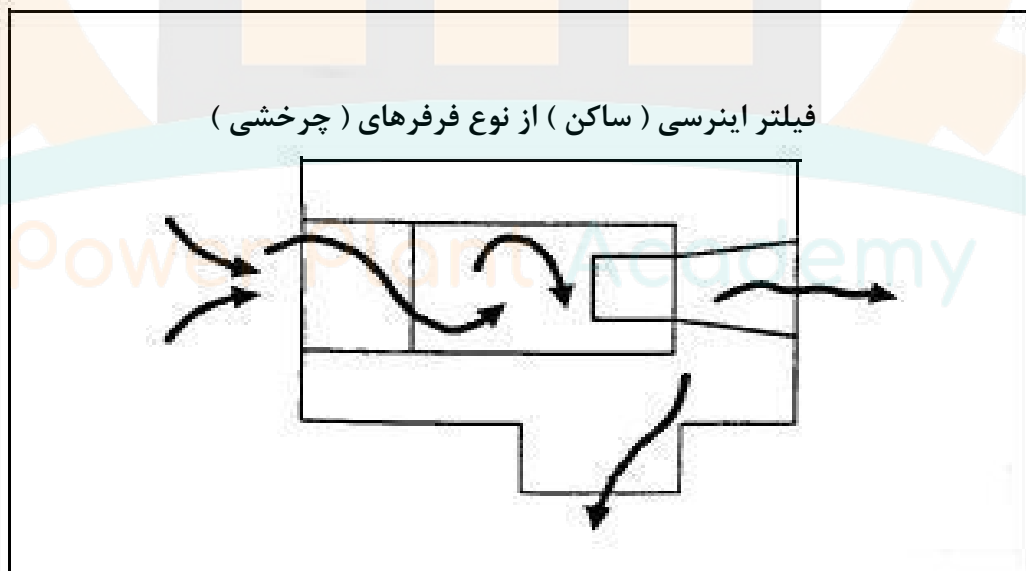 فیلتر اینرسی ( ساکن ) از نوع فرفرهای ( چرخشی )
Power Plant Academy